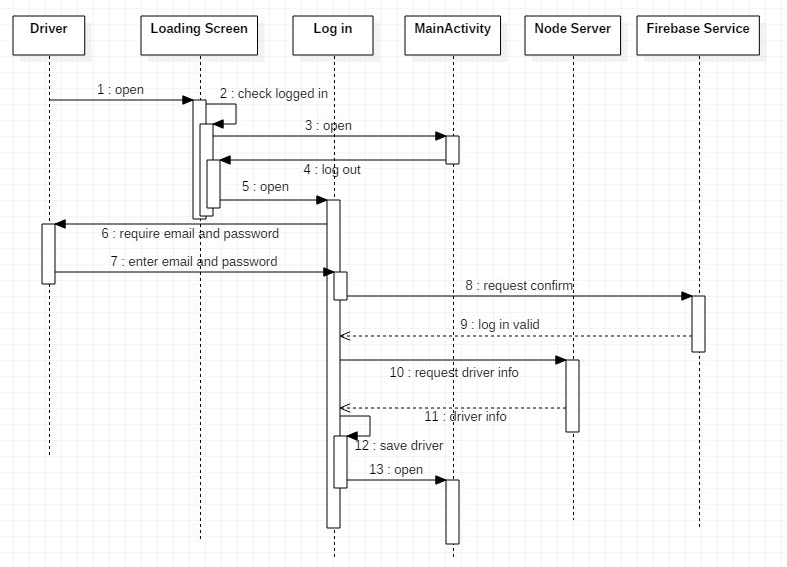 Driver
Loading Screen
Log in
MainActivity
Node Server
Firebase Service
1 : open
2 : check logged in
3 : open
4 : log out
5 : open
6 : require email and password
7 : enter email and password
8 : request confirm
9 : log in valid
10 : request driver info
11 : driver info
12 : save driver
13 : open